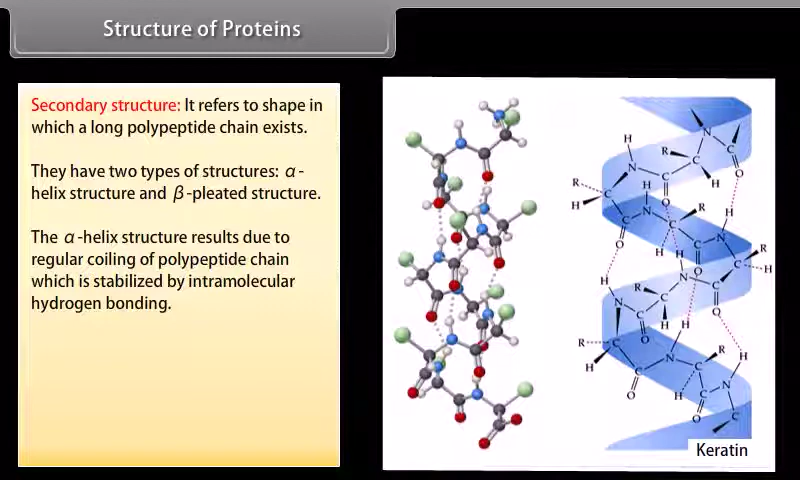 Structure of Proteins
Secondary structure: It refers to shape in
which a long polypeptide chain exists.
They have two types of structures: α-
helix structure and β-pleated structure.
The α-helix structure results due to
regular coiling of polypeptide chain
which is stabilized by intramolecular
hydrogen bonding.
Keratin